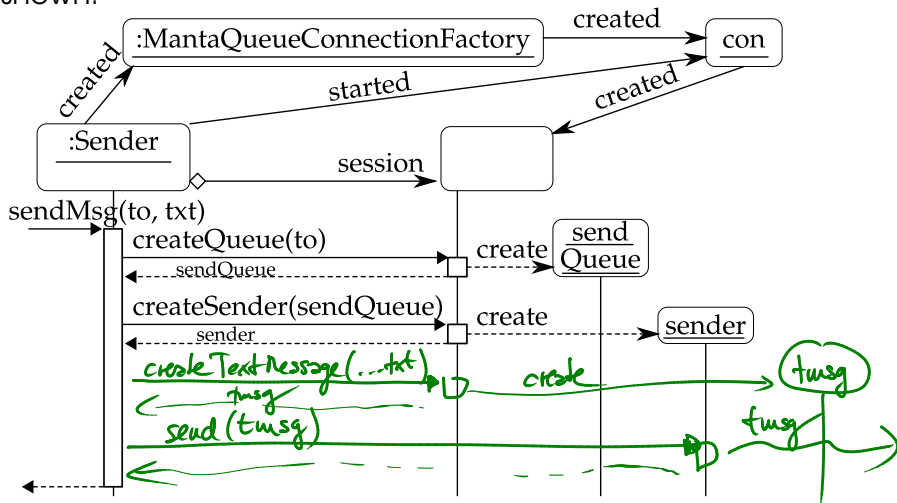 created
:MantaQueueConnectionFactory
con
created
started
created
:Sender
session
sendMsg(to, txt)
createQueue(to)
create
send
Queue
sendQueue
createSender(sendQueue)
create
sender
sender
createTextMessage(...txt)
create
tmsg
tmsg
send(tmsg)
tmsg